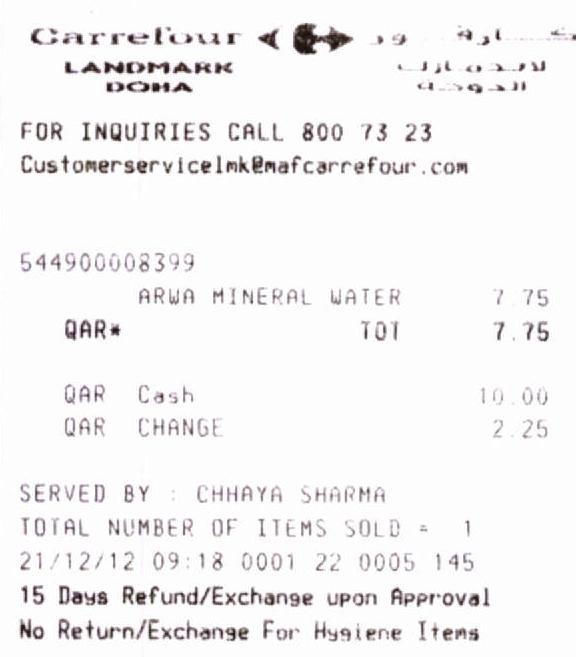 Carrefour
LANDMARK
DOHA
FOR INQUIRIES CALL 800 73 23
Customerservicelmk@mafcarrefour.com
544900008399
ARWA MINERAL WATER 7.75
QAR* TOT 7.75
QAR Cash 10.00
QAR CHANGE 2.25
SERVED BY : CHHAYA SHARMA
TOTAL NUMBER OF ITEMS SOLD = 1
21/12/12 09:18 0001 22 0005 145
15 Days Refund/Exchange upon Approval
No Return/Exchange For Hygiene Items